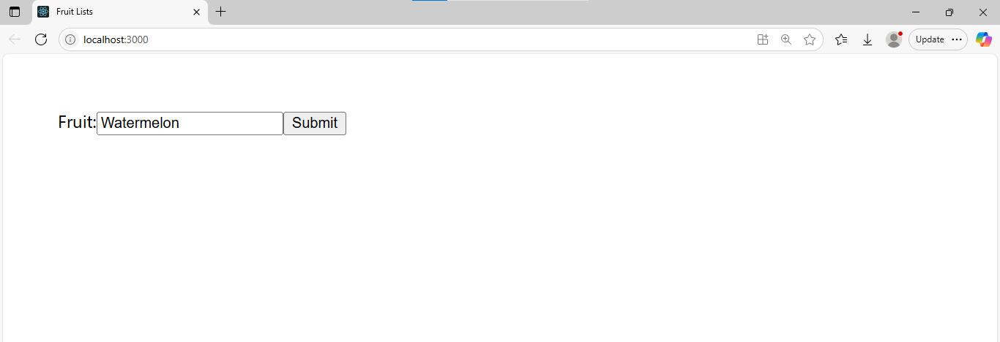 Fruit Lists
localhost:3000
Update
Fruit: Watermelon Submit